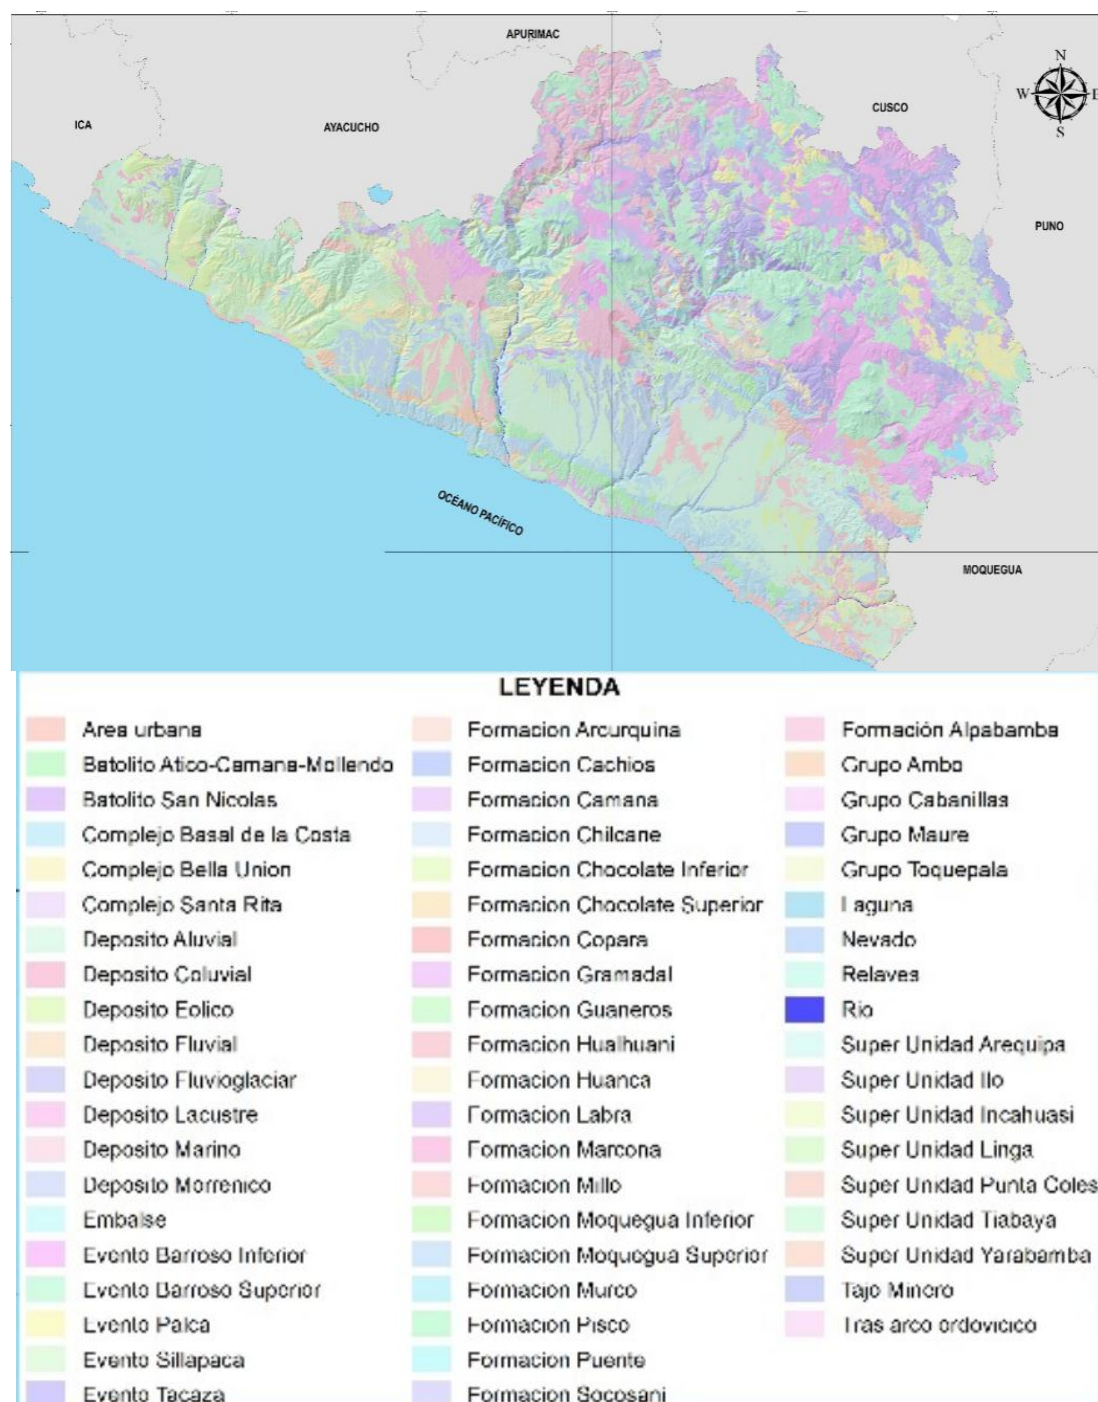 APURIMAC
N
W
E
S
CUSCO
ICA
AYACUCHO
PUNO
OCÉANO PACÍFICO
MOQUEGUA
LEYENDA
Area urbana
Batolito Atico-Camana-Mollendo
Batolito San Nicolas
Complejo Basal de la Costa
Complejo Bella Union
Complejo Santa Rita
Deposito Aluvial
Deposito Coluvial
Deposito Eolico
Deposito Fluvial
Deposito Fluvioglaciar
Deposito Lacustre
Deposito Marino
Deposito Morrenico
Embalse
Evento Barroso Inferior
Evento Barroso Superior
Evento Palca
Evento Sillapaca
Evento Tacaza
Formacion Arcurquina
Formacion Cachios
Formacion Camana
Formacion Chilcane
Formacion Chocolate Inferior
Formacion Chocolate Superior
Formacion Copara
Formacion Gramadal
Formacion Guaneros
Formacion Hualhuani
Formacion Huanca
Formacion Labra
Formacion Marcona
Formacion Millo
Formacion Moquegua Inferior
Formacion Moquegua Superior
Formacion Murco
Formacion Pisco
Formacion Puente
Formacion Socosani
Formación Alpabamba
Grupo Ambo
Grupo Cabanillas
Grupo Maure
Grupo Toquepala
Laguna
Nevado
Relaves
Rio
Super Unidad Arequipa
Super Unidad Ilo
Super Unidad Incahuasi
Super Unidad Linga
Super Unidad Punta Coles
Super Unidad Tiabaya
Super Unidad Yarabamba
Tajo Minero
Tras arco ordovicico